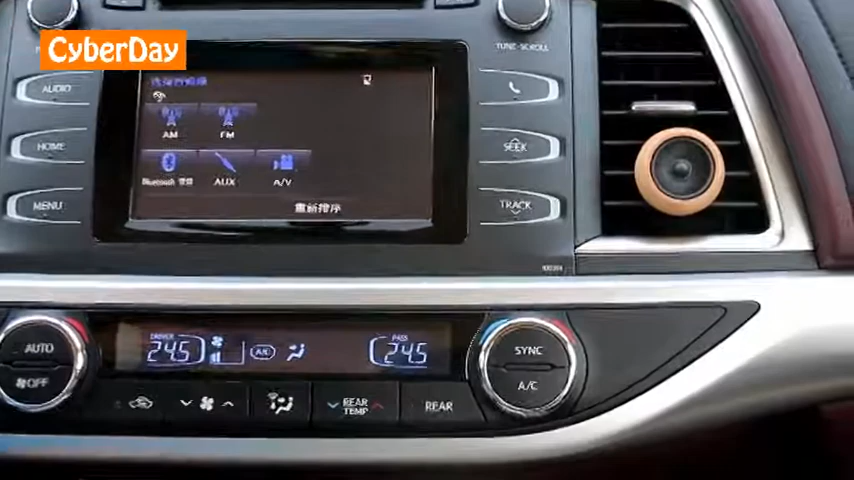 CyberDay
TUNE·SCROLL
AUDIO
HOME
MENU
AM
FM
Bluetooth
AUX
A/V
重新排序
SEEK
TRACK
DRIVER
24.5
PASS
24.5
AUTO
OFF
SYNC
A/C
REAR
TEMP
REAR